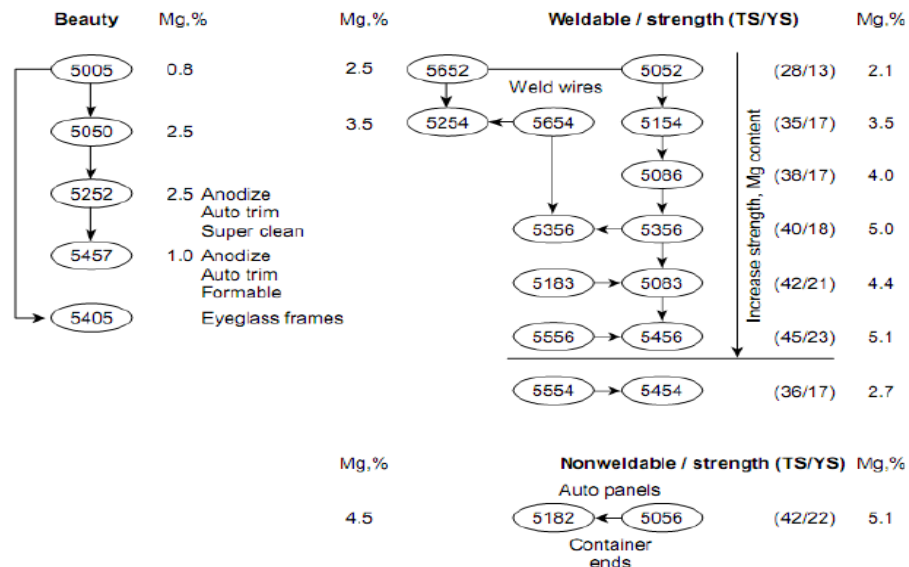 Beauty Mg.% Mg.% Weldable / strength (TS/YS) Mg.%
5005 0.8 2.5 5652 5052 (28/13) 2.1
Weld wires
5050 2.5 3.5 5254 5654 5154 (35/17) 3.5
5086 (38/17) 4.0
5252 2.5 Anodize
Auto trim
Super clean
5356 5356 (40/18) 5.0
5457 1.0 Anodize
Auto trim
Formable
5183 5083 (42/21) 4.4
5405 Eyeglass frames
5556 5456 (45/23) 5.1
Increase strength, Mg content
5554 5454 (36/17) 2.7
Mg,% Nonweldable / strength (TS/YS) Mg,%
Auto panels
4.5 5182 5056 (42/22) 5.1
Container
ends